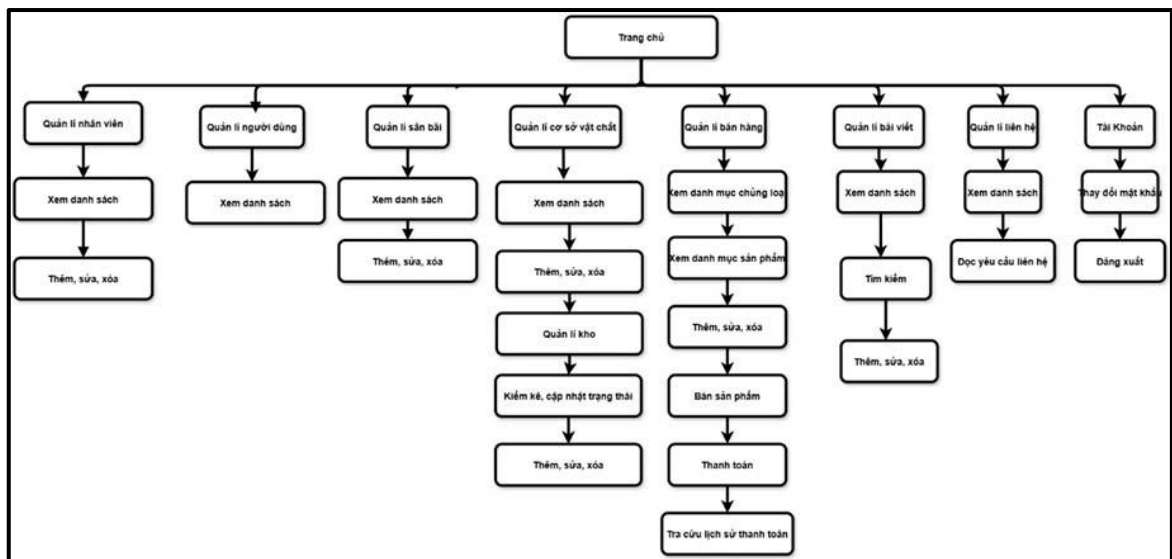 Trang chủ
Quản lí nhân viên
Quản lí người dùng
Quản lí sân bãi
Quản lí cơ sở vật chất
Quản lí bán hàng
Quản lí bài viết
Quản lí liên hệ
Tài Khoản
Xem danh sách
Xem danh sách
Xem danh sách
Xem danh sách
Xem danh mục chủng loại
Xem danh sách
Xem danh sách
Thay đổi mật khẩu
Thêm, sửa, xóa
Thêm, sửa, xóa
Thêm, sửa, xóa
Xem danh mục sản phẩm
Tìm kiếm
Đọc yêu cầu liên hệ
Đăng xuất
Quản lí kho
Thêm, sửa, xóa
Thêm, sửa, xóa
Kiểm kê, cập nhật trạng thái
Bán sản phẩm
Thêm, sửa, xóa
Thanh toán
Tra cứu lịch sử thanh toán